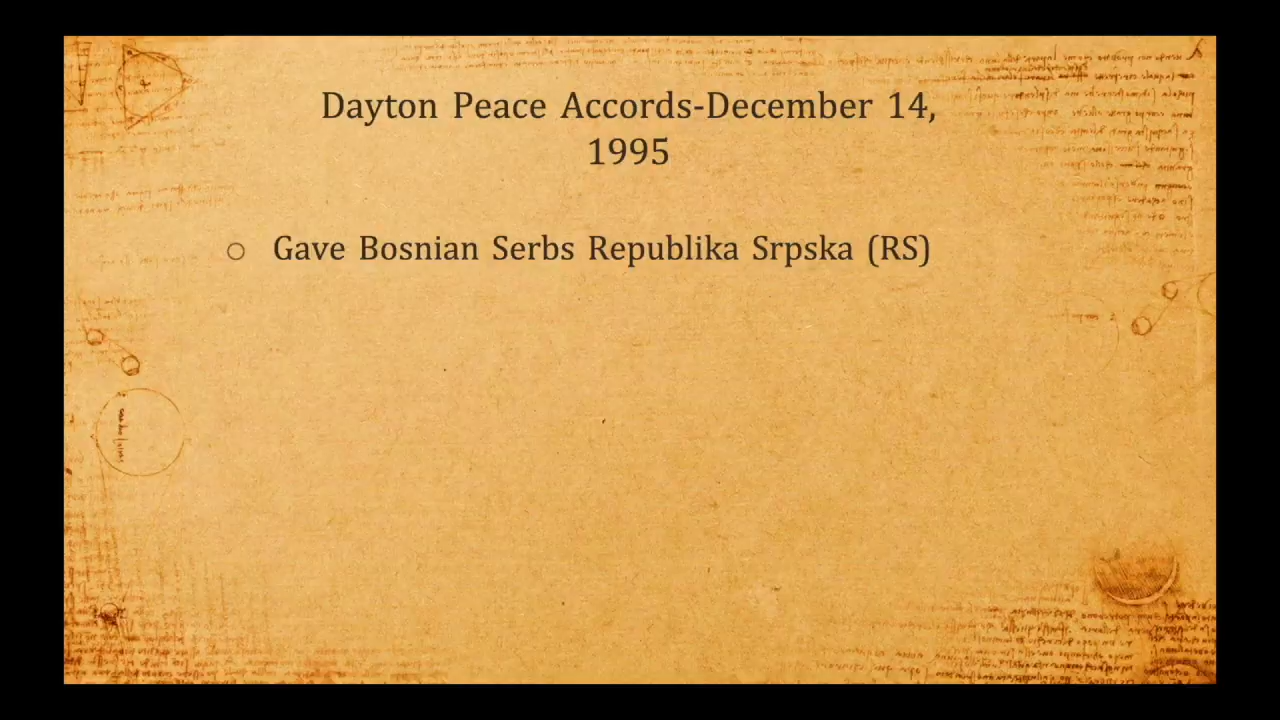 Dayton Peace Accords-December 14,
1995
○ Gave Bosnian Serbs Republika Srpska (RS)